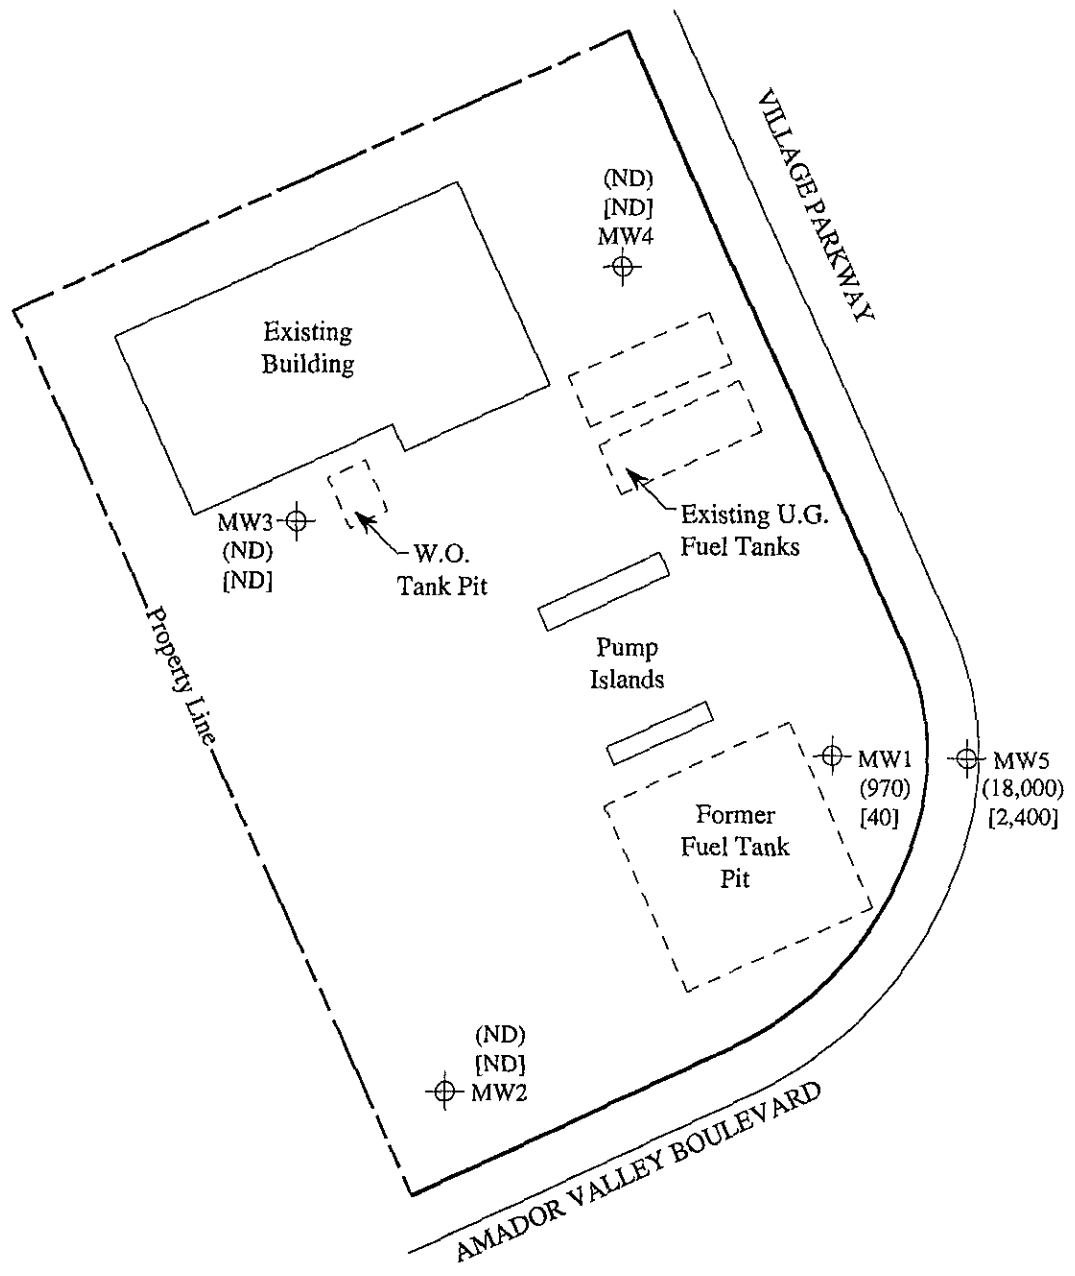 VILLAGE PARKWAY
(ND)
[ND]
MW4
Existing
Building
Existing U.G.
Fuel Tanks
MW3
(ND)
[ND]
W.O.
Tank Pit
Property Line
Pump
Islands
MW1
(970)
[40]
MW5
(18,000)
[2,400]
Former
Fuel Tank
Pit
(ND)
[ND]
MW2
AMADOR VALLEY BOULEVARD